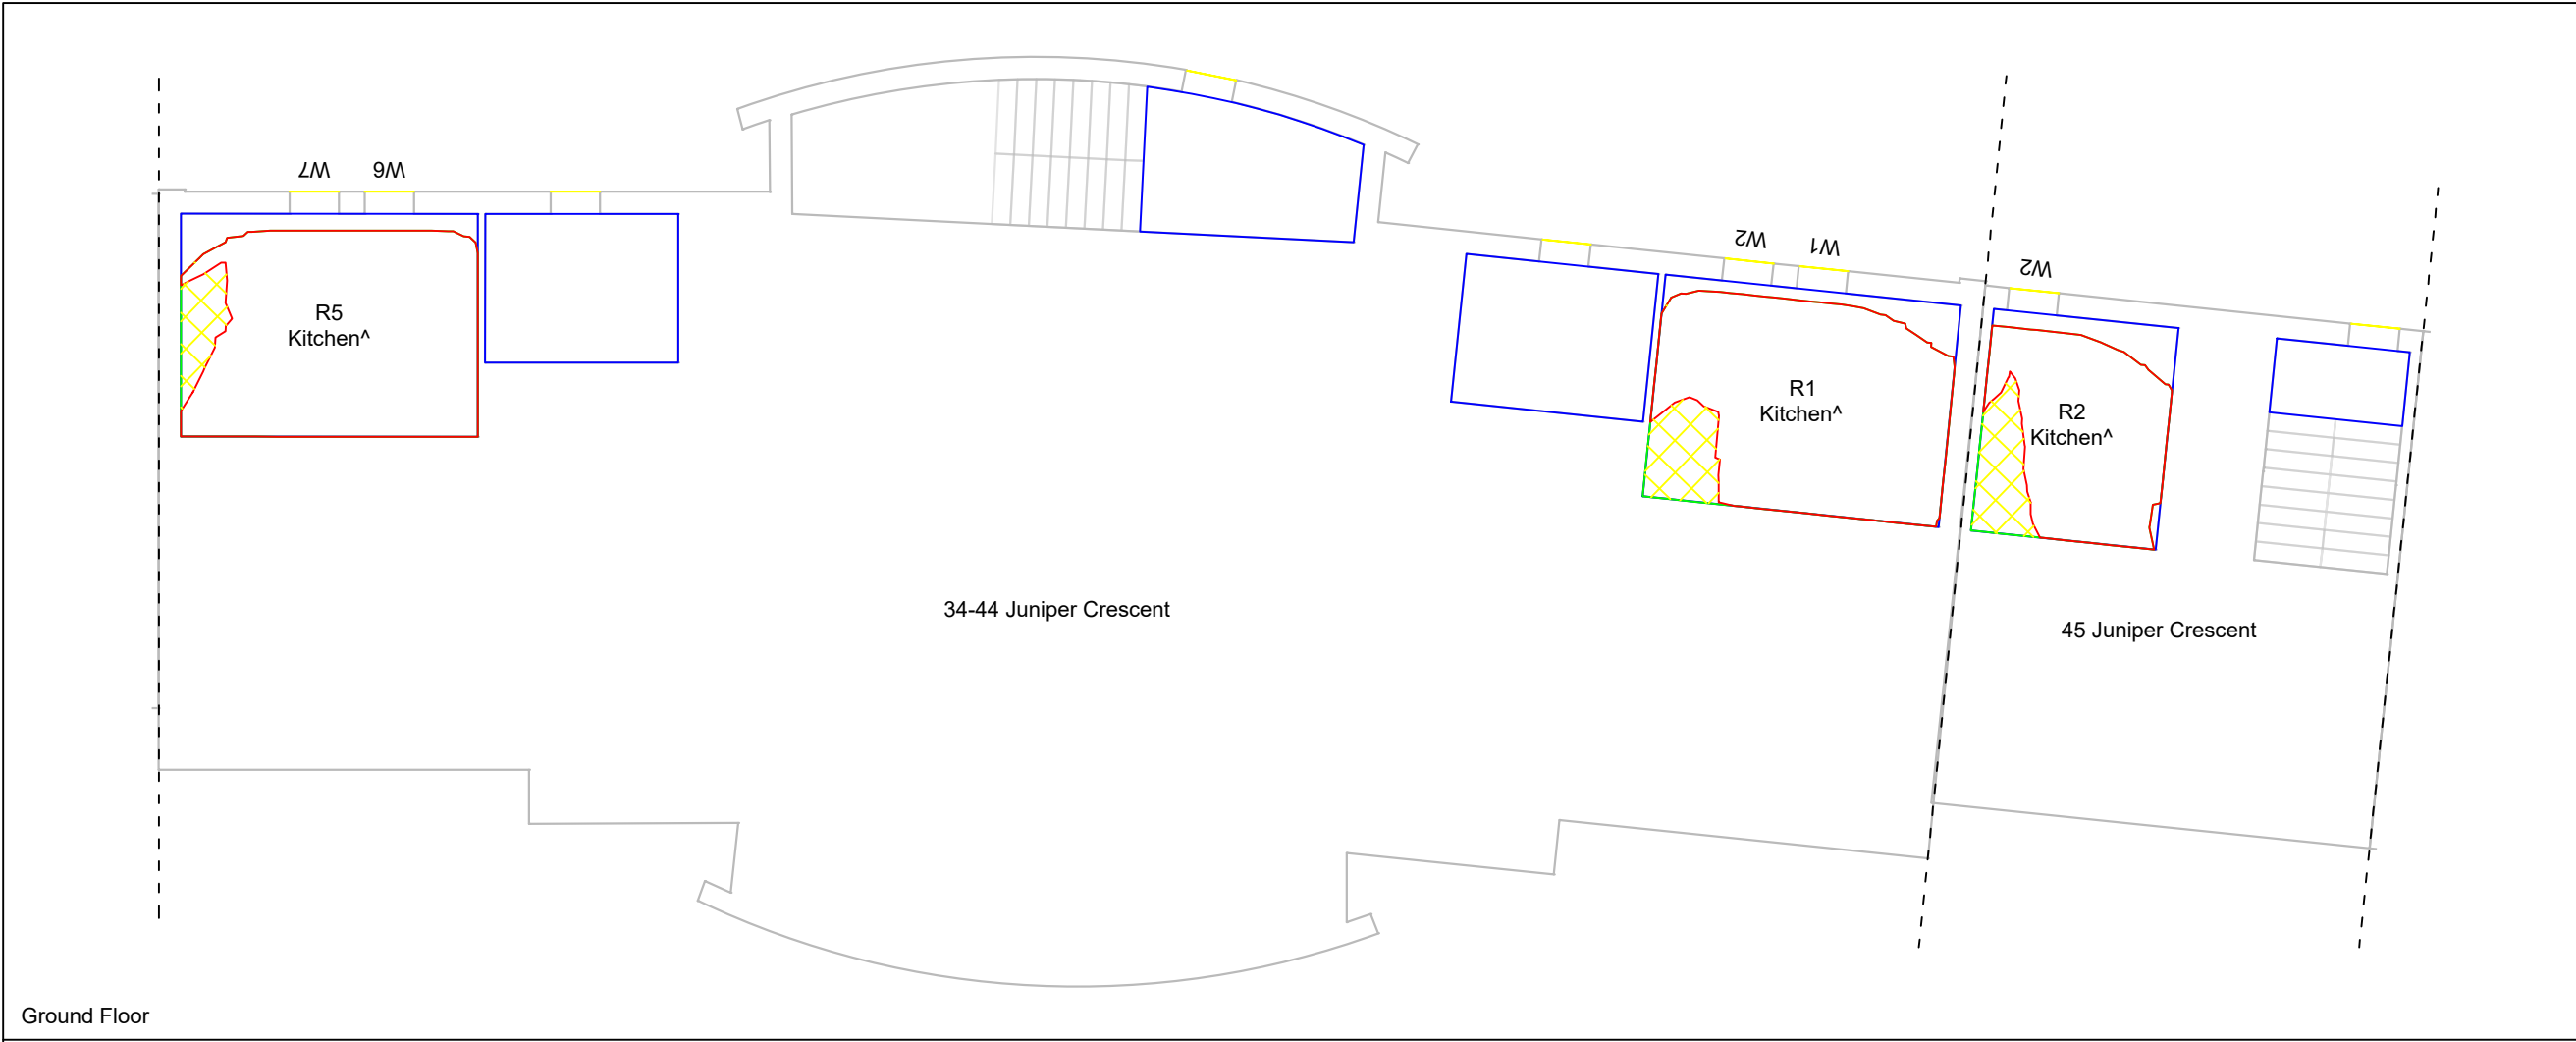 W7 W6
W2 W1
W2
R5
Kitchen^
R1
Kitchen^
R2
Kitchen^
34-44 Juniper Crescent
45 Juniper Crescent
Ground Floor